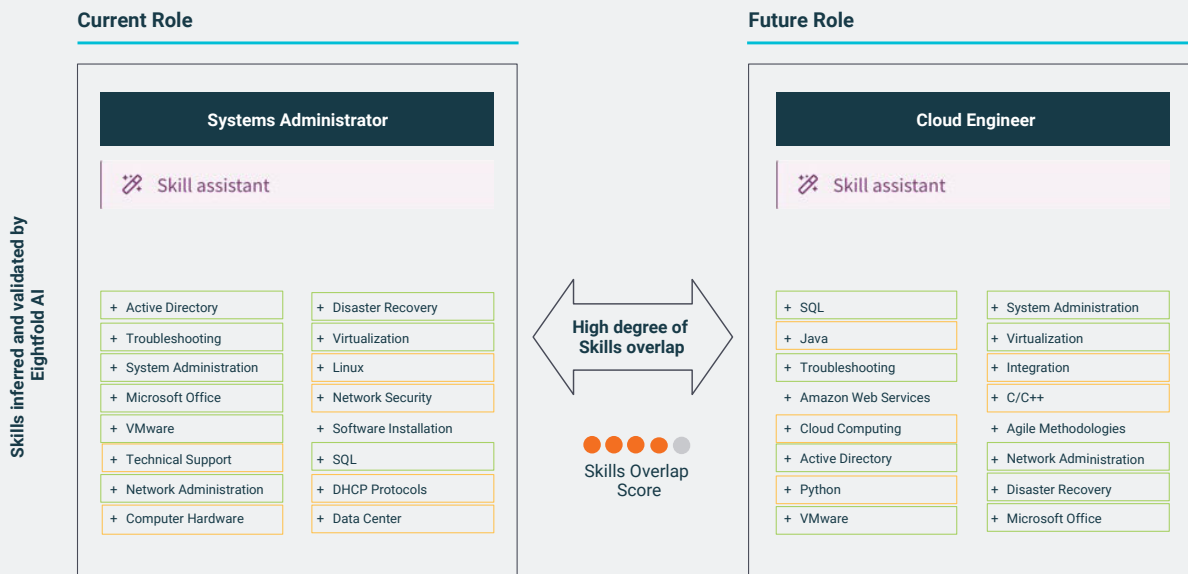 Current Role
Future Role
Skills inferred and validated by
Eightfold AI
Systems Administrator
Skill assistant
+ Active Directory
+ Troubleshooting
+ System Administration
+ Microsoft Office
+ VMware
+ Technical Support
+ Network Administration
+ Computer Hardware
+ Disaster Recovery
+ Virtualization
+ Linux
+ Network Security
+ Software Installation
+ SQL
+ DHCP Protocols
+ Data Center
High degree of
Skills overlap
Skills Overlap
Score
Cloud Engineer
Skill assistant
+ SQL
+ Java
+ Troubleshooting
+ Amazon Web Services
+ Cloud Computing
+ Active Directory
+ Python
+ VMware
+ System Administration
+ Virtualization
+ Integration
+ C/C++
+ Agile Methodologies
+ Network Administration
+ Disaster Recovery
+ Microsoft Office